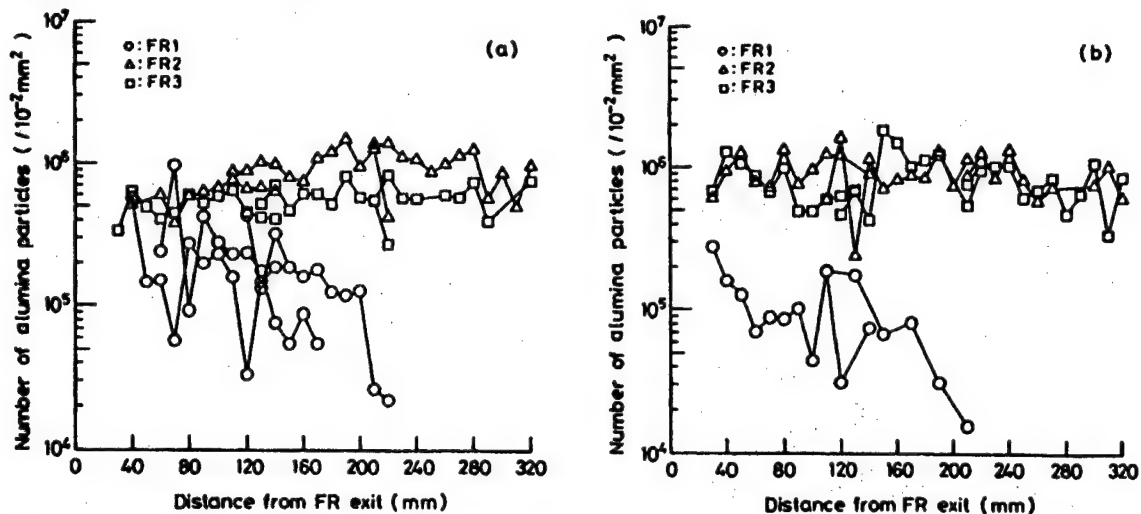 10⁷
10⁶
10⁵
10⁴
Number of alumina particles (/10⁻²mm²)
o:FR1
△:FR2
□:FR3
(a)
0 40 80 120 160 200 240 280 320
Distance from FR exit (mm)
10⁷
10⁶
10⁵
10⁴
Number of alumina particles (/10⁻²mm²)
o:FR1
△:FR2
□:FR3
(b)
0 40 80 120 160 200 240 280 320
Distance from FR exit (mm)